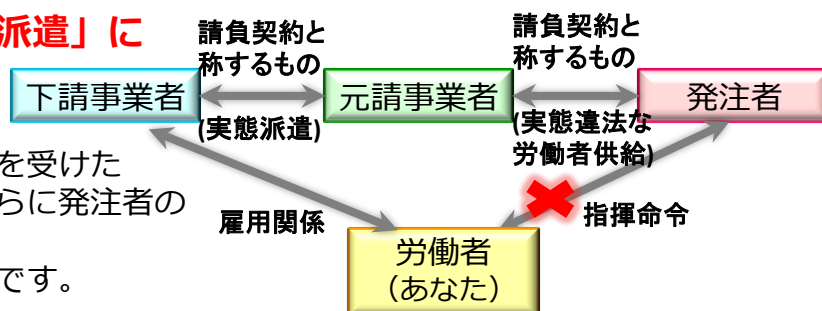 派遣」に
請負契約と
称するもの
請負契約と
称するもの
下請事業者
元請事業者
発注者
(実態派遣)
(実態違法な
労働者供給)
を受けた
らに発注者の
雇用関係
指揮命令
労働者
（あなた）
です。